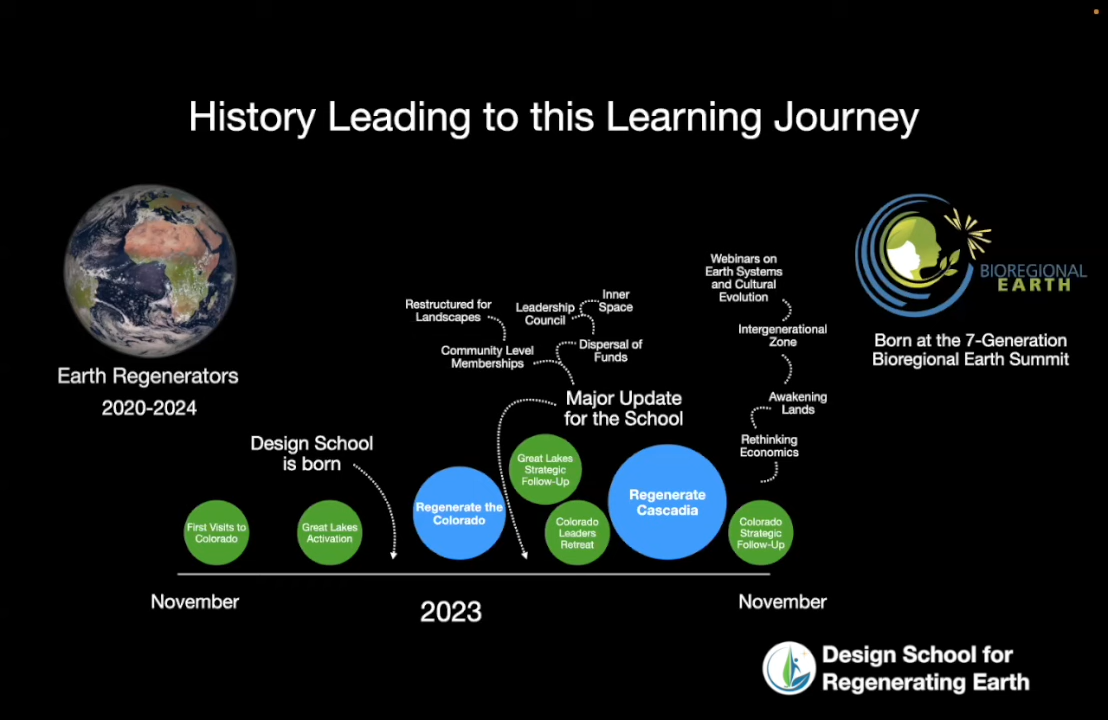 History Leading to this Learning Journey
Earth Regenerators
2020-2024
BIOREGIONAL
EARTH
Born at the 7-Generation
Bioregional Earth Summit
Webinars on
Earth Systems
and Cultural
Evolution
Intergenerational
Zone
Awakening
Lands
Rethinking
Economics
Inner
Space
Leadership
Council
Restructured for
Landscapes
Dispersal of
Funds
Community Level
Memberships
Major Update
for the School
Design School
is born
First Visits to
Colorado
Great Lakes
Activation
Regenerate the
Colorado
Great Lakes
Strategic
Follow-Up
Colorado
Leaders
Retreat
Regenerate
Cascadia
Colorado
Strategic
Follow-Up
November
2023
November
Design School for
Regenerating Earth